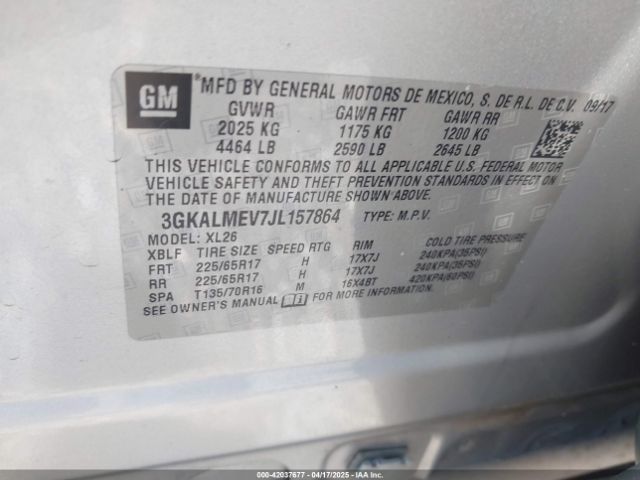 GM
*MFD BY GENERAL MOTORS DE MEXICO, S. DE R.L. DE C.V. 09/17
GVWR GAWR FRT GAWR RR
2025 KG 1175 KG 1200 KG
4464 LB 2590 LB 2645 LB
THIS VEHICLE CONFORMS TO ALL APPLICABLE U.S. FEDERAL MOTOR
VEHICLE SAFETY AND THEFT PREVENTION STANDARDS IN EFFECT ON
THE DATE OF MANUFACTURE SHOWN ABOVE.
3GKALMEV7JL157864 TYPE: M.P.V.
MODEL: XL26
XBLF TIRE SIZE SPEED RTG RIM COLD TIRE PRESSURE
FRT 225/65R17 H 17X7J 240KPA(35PSI)
RR 225/65R17 H 17X7J 240KPA(35PSI)
SPA T135/70R16 M 16X4BT 420KPA(60PSI)
SEE OWNER'S MANUAL FOR MORE INFORMATION.
000-42037677 - 04/17/2025 - IAAI.COM